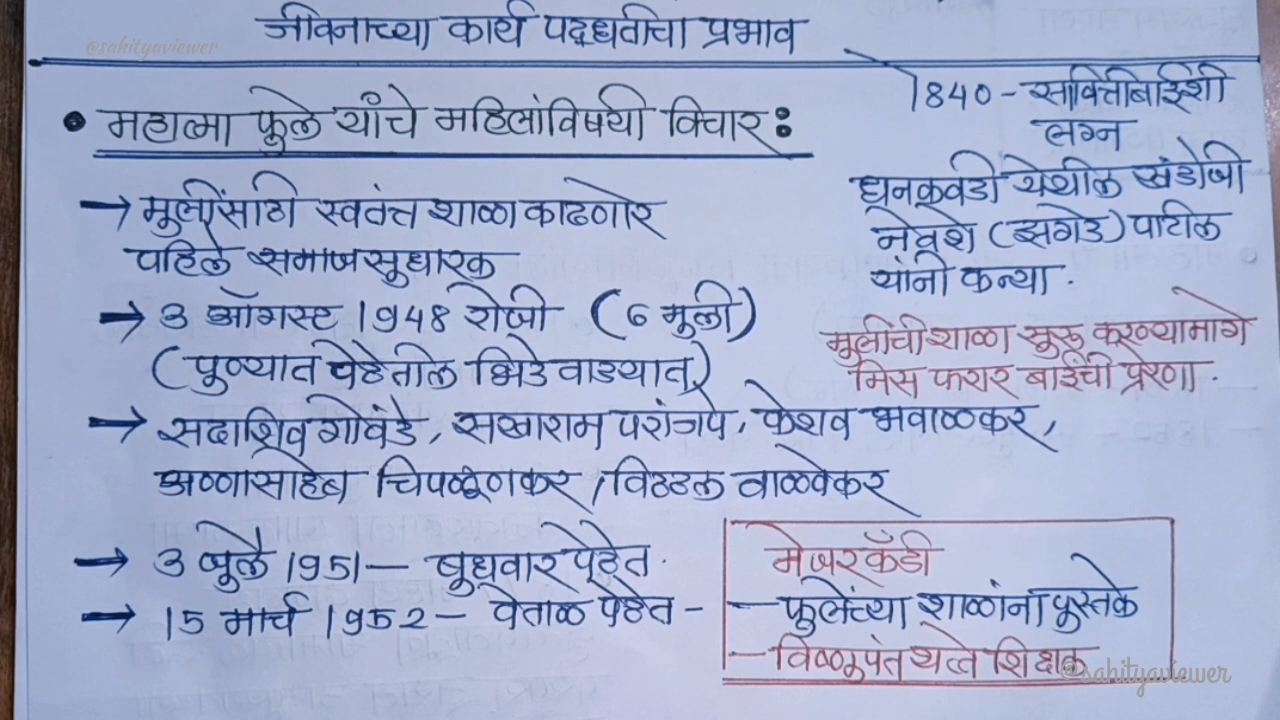 जीवनाच्या कार्य पद्धतीचा प्रभाव
@sahityaviewer
• महात्मा फुले यांचे महिलांविषयी विचार :
→ मुलींसाठी स्वतंत्र शाळा काढणारे
पहिले समाजसुधारक
→ 3 ऑगस्ट 1948 रोजी (6 मुली)
(पुण्यात पेठेतील भिडे वाड्यात)
→ सदाशिव गोवंडे, सखाराम परांजपे, केशव भवाळकर,
अण्णासाहेब चिपळूणकर, विठ्ठल वाळवेकर
→ 3 जुलै 1951 – बुधवार पेठेत.
→ 15 मार्च 1952 – वेताळ पेठेत –
1840 – सावित्रीबाईशी
लग्न
धनकवडी येथील खंडोजी
नेवशे (झगडे) पाटील
यांनी कन्या.
मुलींची शाळा सुरू करण्यामागे
मिस फरार बाईंची प्रेरणा.
मेजर कँडी
– फुलेंच्या शाळांना पुस्तके
– विष्णुपंत थत्ते शिक्षक
@sahityaviewer